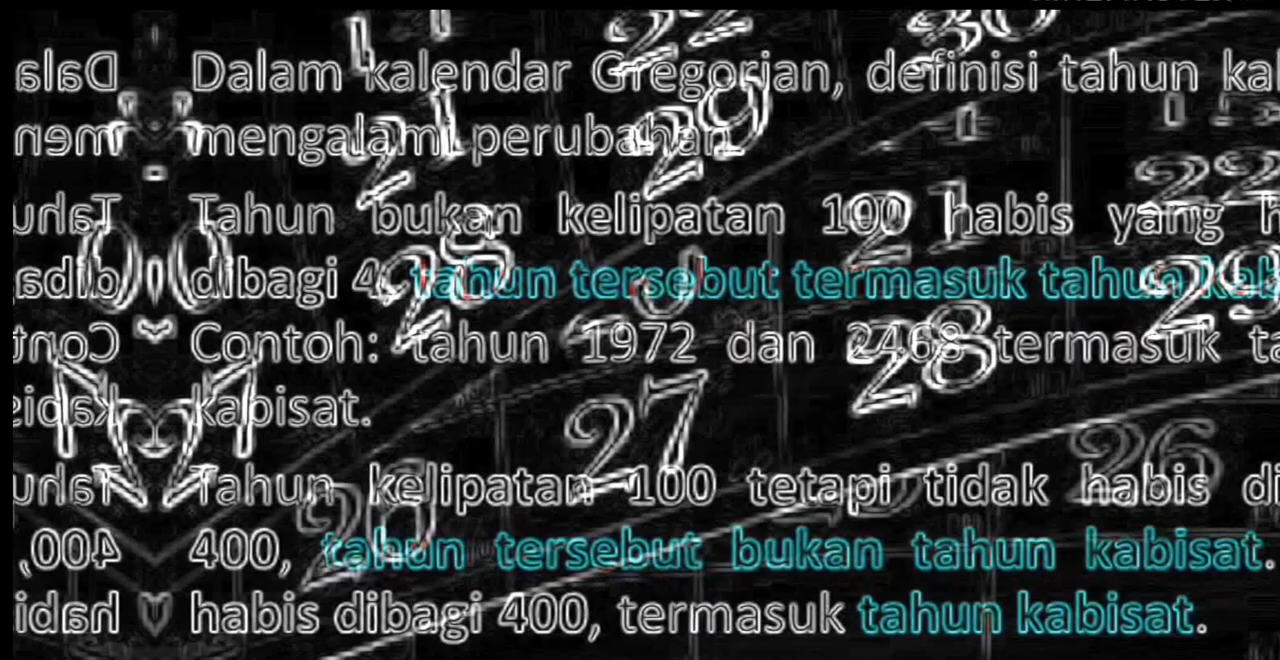 Dalam kalendar Gregorian, definisi tahun
mengalami perubahan.
Tahun bukan kelipatan 100 habis yang
dibagi 4, tahun tersebut termasuk tahun
Contoh: tahun 1972 dan 2468 termasuk
kabisat.
Tahun kelipatan 100 tetapi tidak habis
400, tahun tersebut bukan tahun kabisat.
habis dibagi 400, termasuk tahun kabisat.